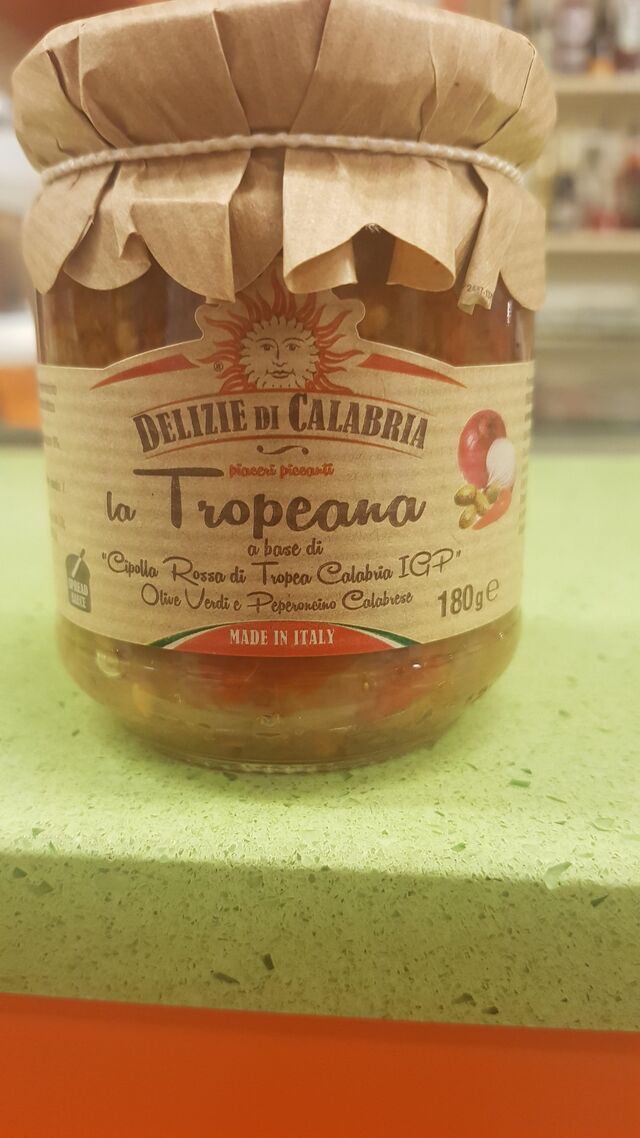 ®
DELIZIE DI CALABRIA
piaceri piccanti
la Tropeana
a base di
"Cipolla Rossa di Tropea Calabria IGP"
Olive Verdi e Peperoncino Calabrese
180g e
SPREAD
MADE IN ITALY